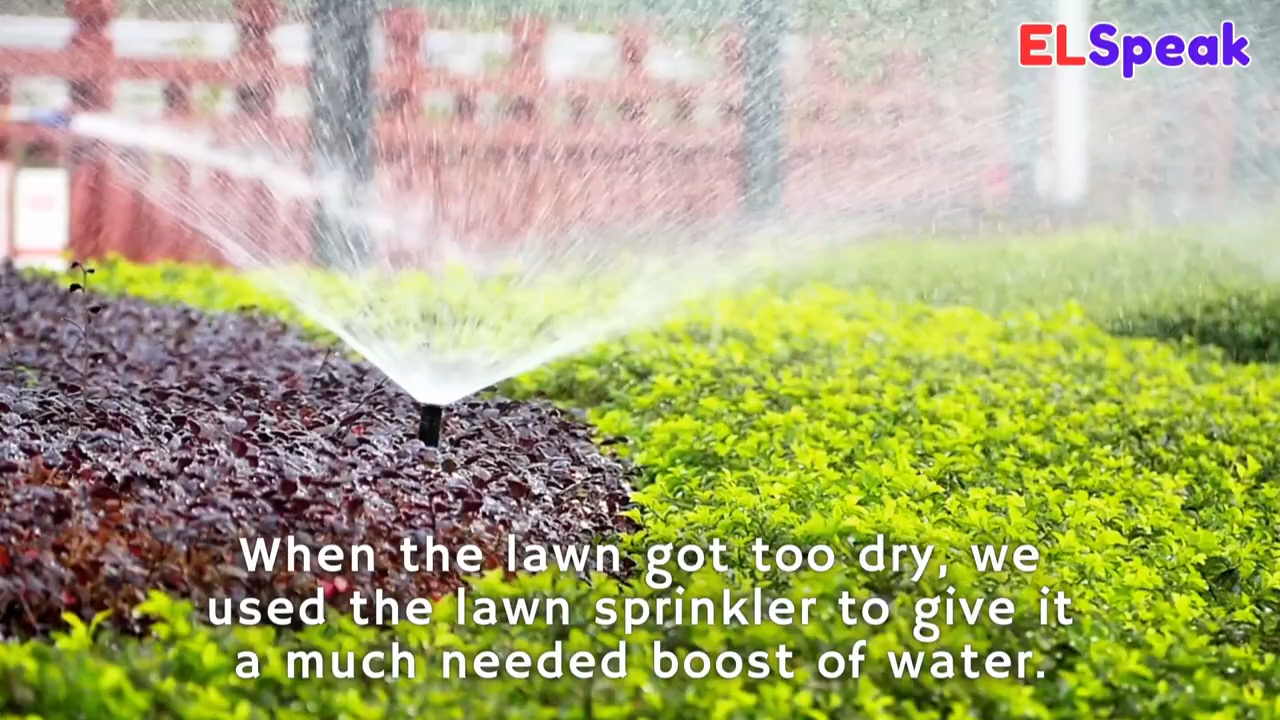 ELSpeak
When the lawn got too dry, we
used the lawn sprinkler to give it
a much needed boost of water.